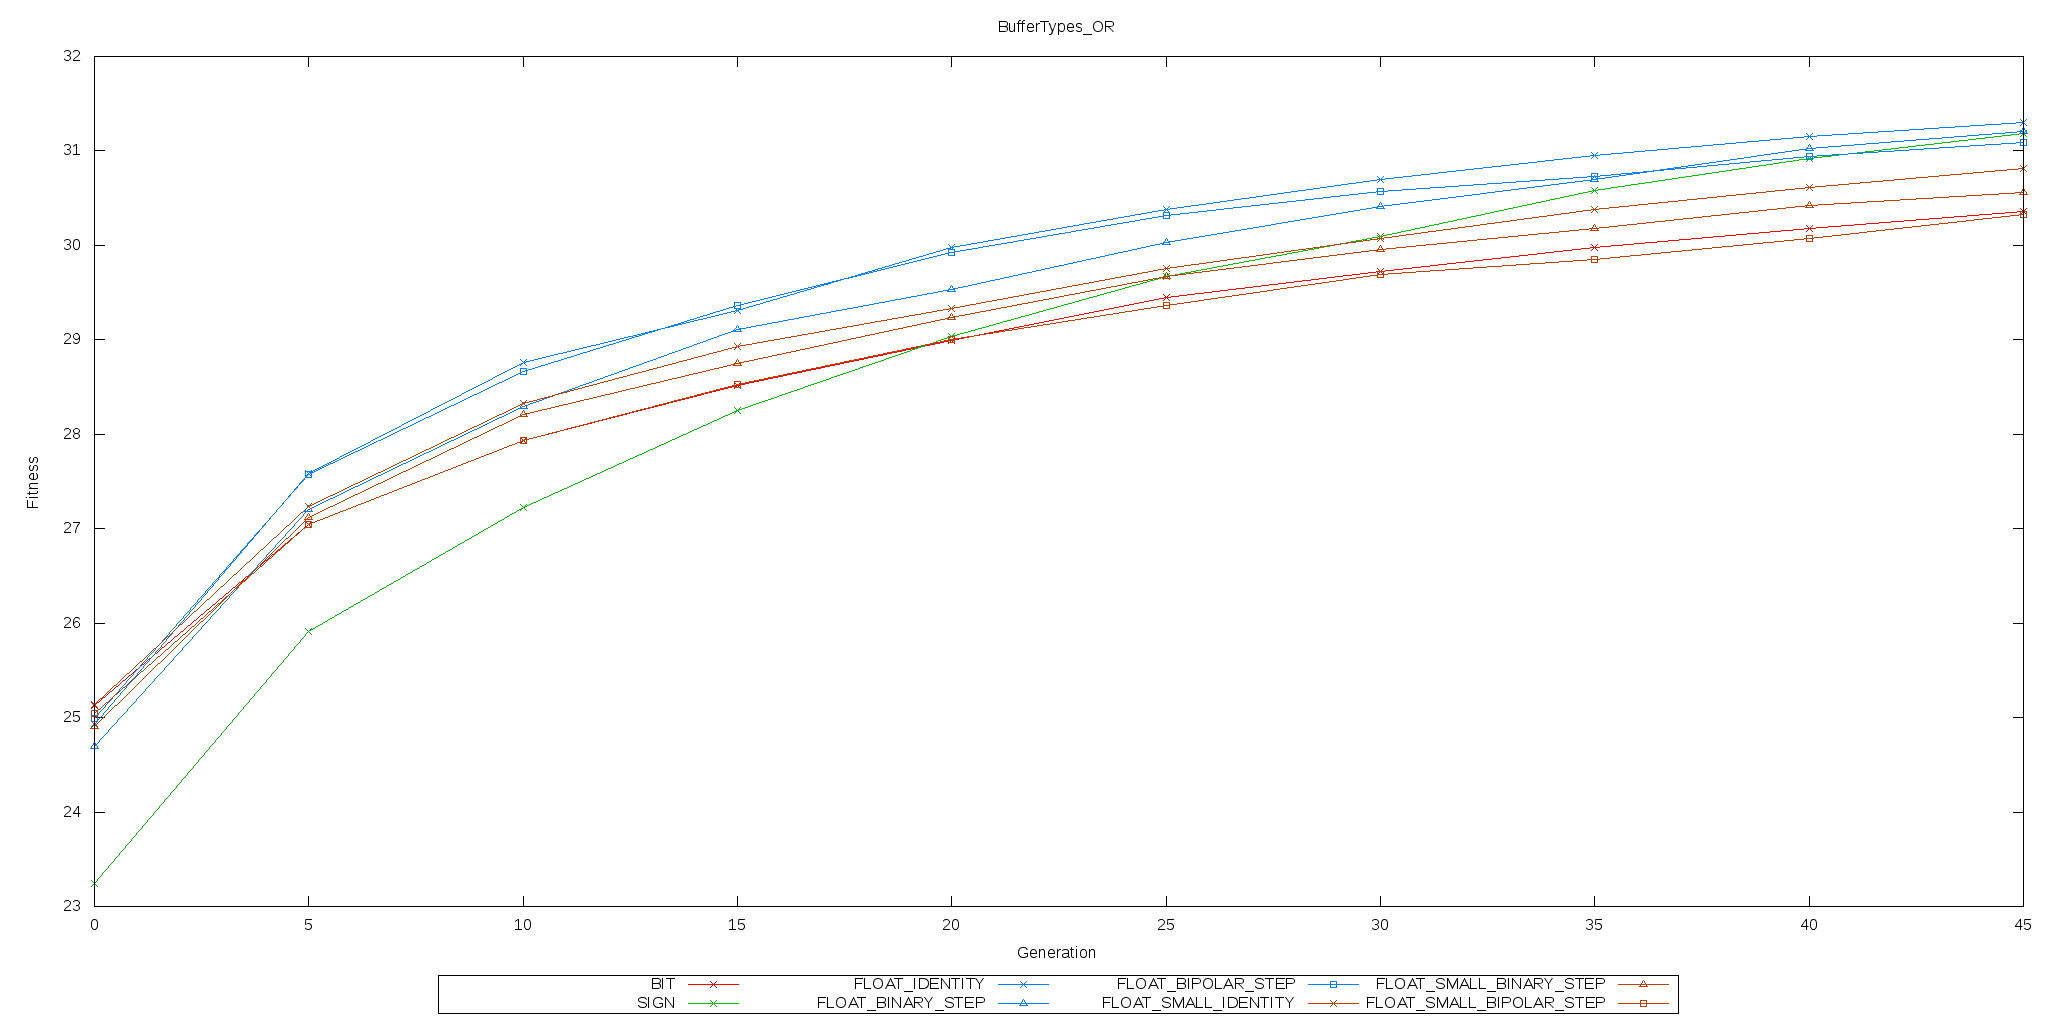 BufferTypes_OR
32
31
30
29
28
27
26
25
24
23
Fitness
0 5 10 15 20 25 30 35 40 45
Generation
BIT FLOAT_IDENTITY FLOAT_BIPOLAR_STEP FLOAT_SMALL_BINARY_STEP
SIGN FLOAT_BINARY_STEP FLOAT_SMALL_IDENTITY FLOAT_SMALL_BIPOLAR_STEP